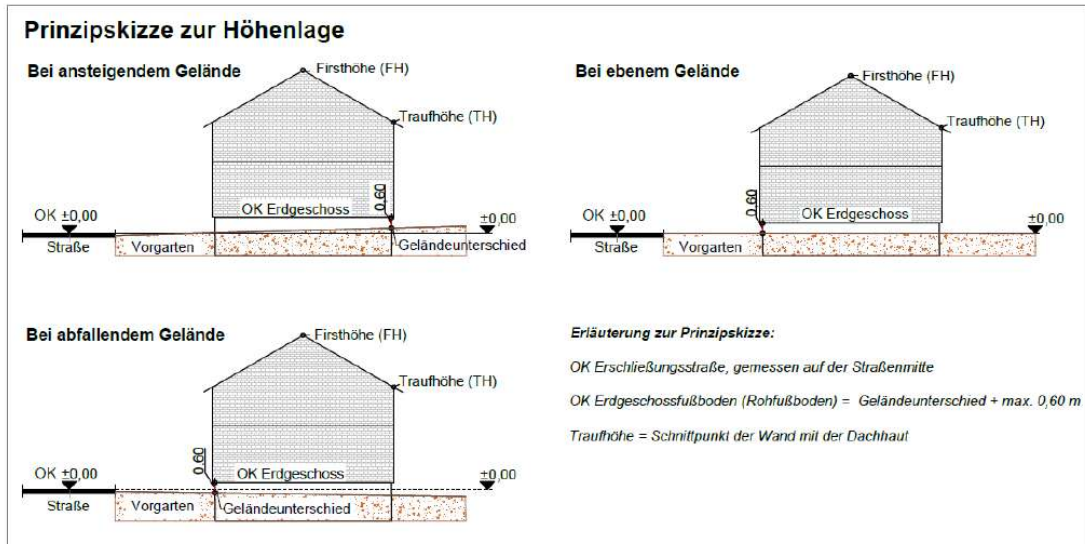 Prinzipskizze zur Höhenlage
Bei ansteigendem Gelände
Firsthöhe (FH)
Traufhöhe (TH)
0,60
OK Erdgeschoss
OK ±0,00
±0,00
Straße
Vorgarten
Geländeunterschied
Bei ebenem Gelände
Firsthöhe (FH)
Traufhöhe (TH)
0,60
OK Erdgeschoss
OK ±0,00
±0,00
Straße
Vorgarten
Bei abfallendem Gelände
Firsthöhe (FH)
Traufhöhe (TH)
0,60
OK Erdgeschoss
OK ±0,00
±0,00
Straße
Vorgarten
Geländeunterschied
Erläuterung zur Prinzipskizze:
OK Erschließungsstraße, gemessen auf der Straßenmitte
OK Erdgeschossfußboden (Rohfußboden) = Geländeunterschied + max. 0,60 m
Traufhöhe = Schnittpunkt der Wand mit der Dachhaut